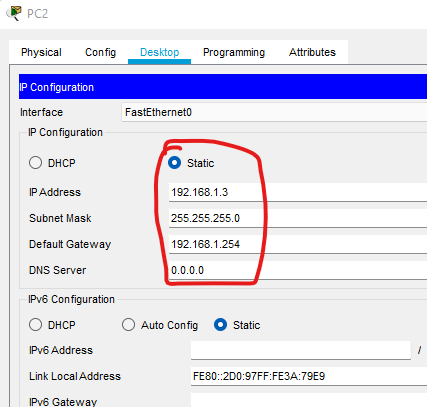 PC2
Physical Config Desktop Programming Attributes
IP Configuration
Interface FastEthernet0
IP Configuration
DHCP Static
IP Address 192.168.1.3
Subnet Mask 255.255.255.0
Default Gateway 192.168.1.254
DNS Server 0.0.0.0
IPv6 Configuration
DHCP Auto Config Static
IPv6 Address /
Link Local Address FE80::2D0:97FF:FE3A:79E9
IPv6 Gateway